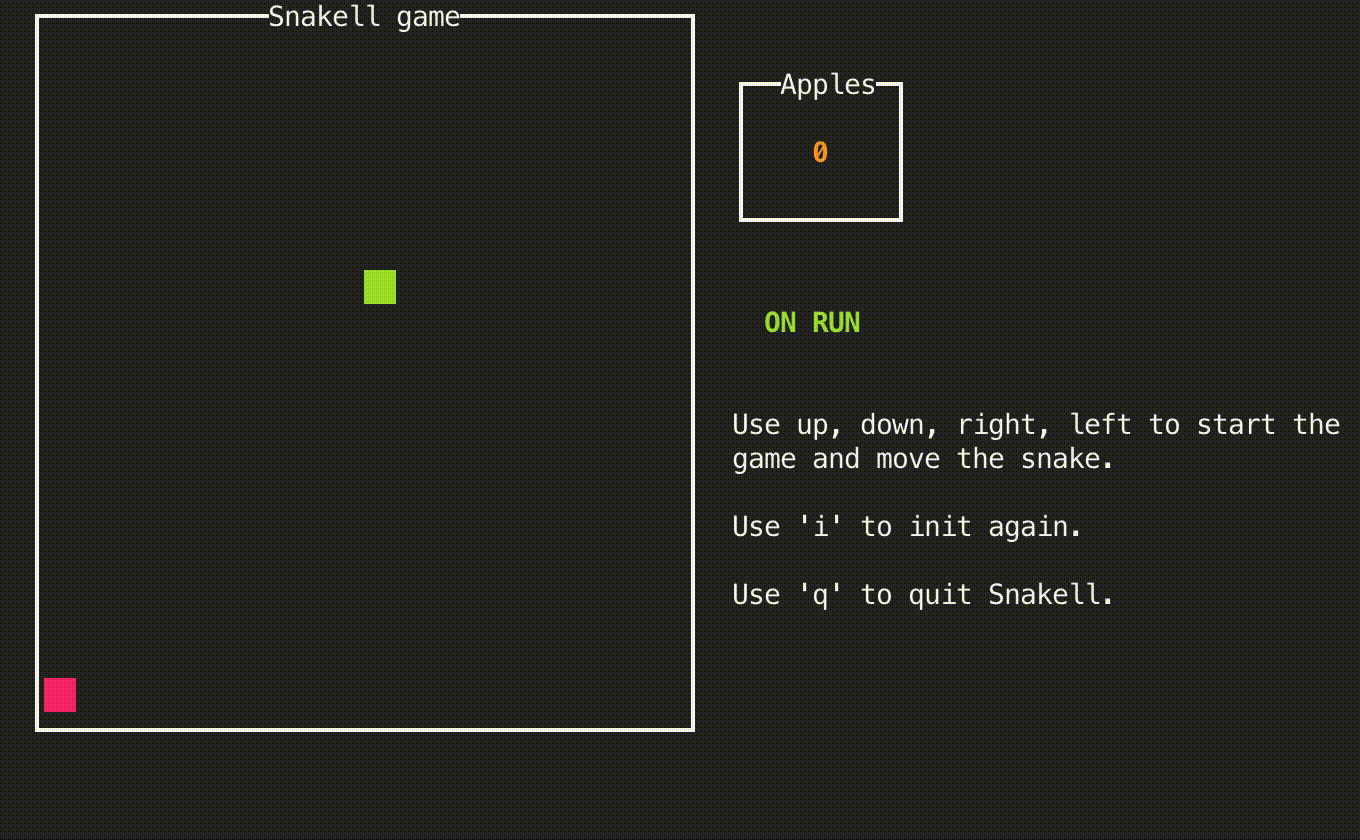 Snakell game
Apples
0
ON RUN
Use up, down, right, left to start the
game and move the snake.
Use 'i' to init again.
Use 'q' to quit Snakell.